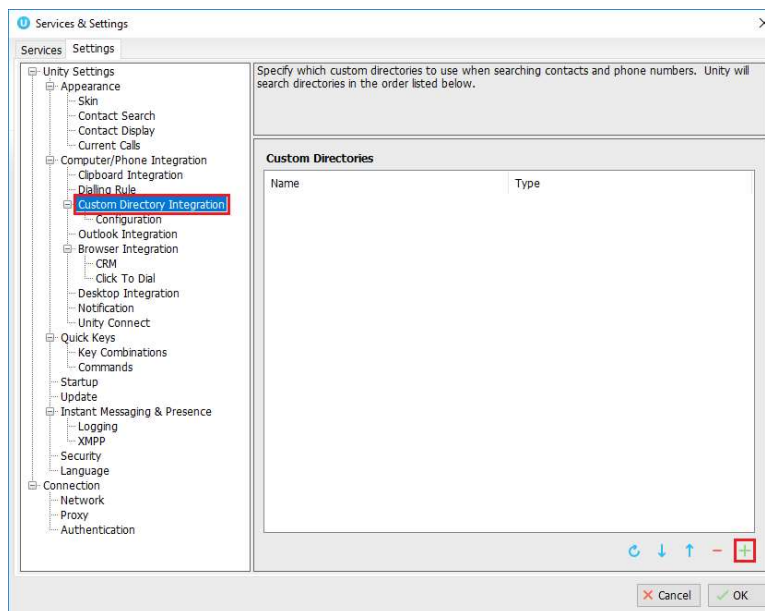 Services & Settings
Services Settings
Unity Settings
Appearance
Skin
Contact Search
Contact Display
Current Calls
Computer/Phone Integration
Clipboard Integration
Dialling Rule
Custom Directory Integration
Configuration
Outlook Integration
Browser Integration
CRM
Click To Dial
Desktop Integration
Notification
Unity Connect
Quick Keys
Key Combinations
Commands
Startup
Update
Instant Messaging & Presence
Logging
XMPP
Security
Language
Connection
Network
Proxy
Authentication
Specify which custom directories to use when searching contacts and phone numbers. Unity will
search directories in the order listed below.
Custom Directories
Name Type
Cancel OK